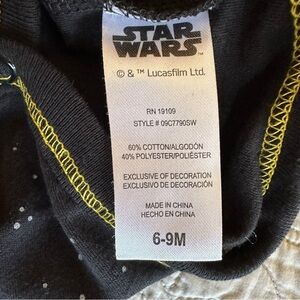 STAR
WARS
© & ™ Lucasfilm Ltd.
RN 19109
STYLE # 09C7790SW
60% COTTON/ALGODÓN
40% POLYESTER/POLIÉSTER
EXCLUSIVE OF DECORATION
EXCLUSIVO DE DECORACIÓN
MADE IN CHINA
HECHO EN CHINA
6-9M